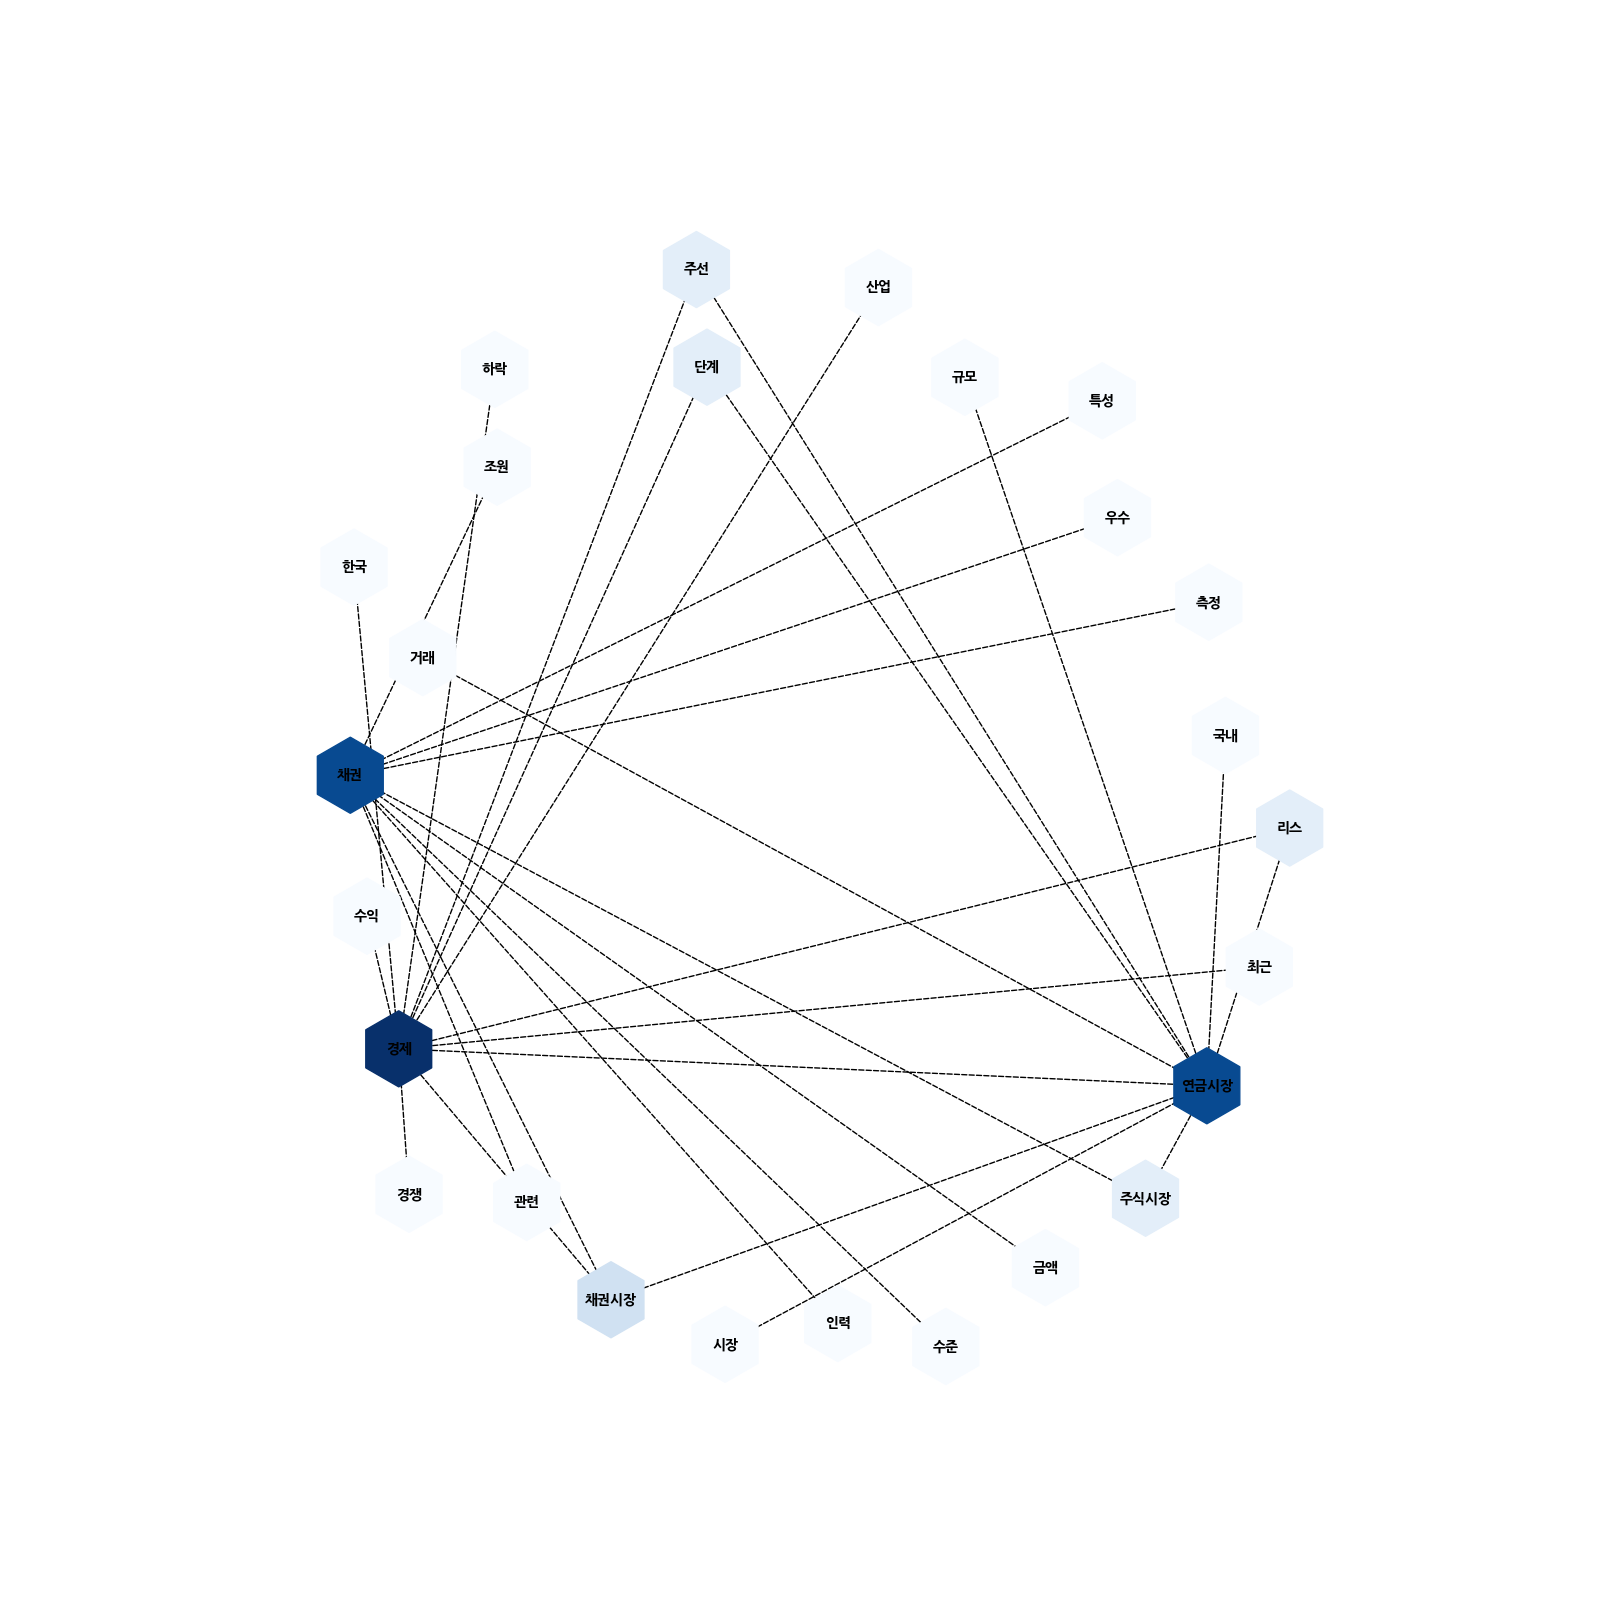 주선
산업
하락
단계
규모
특성
조원
우수
한국
측정
거래
국내
채권
리스
수익
최근
경제
연금시장
경쟁
관련
주식시장
금액
채권시장
인력
시장
수준